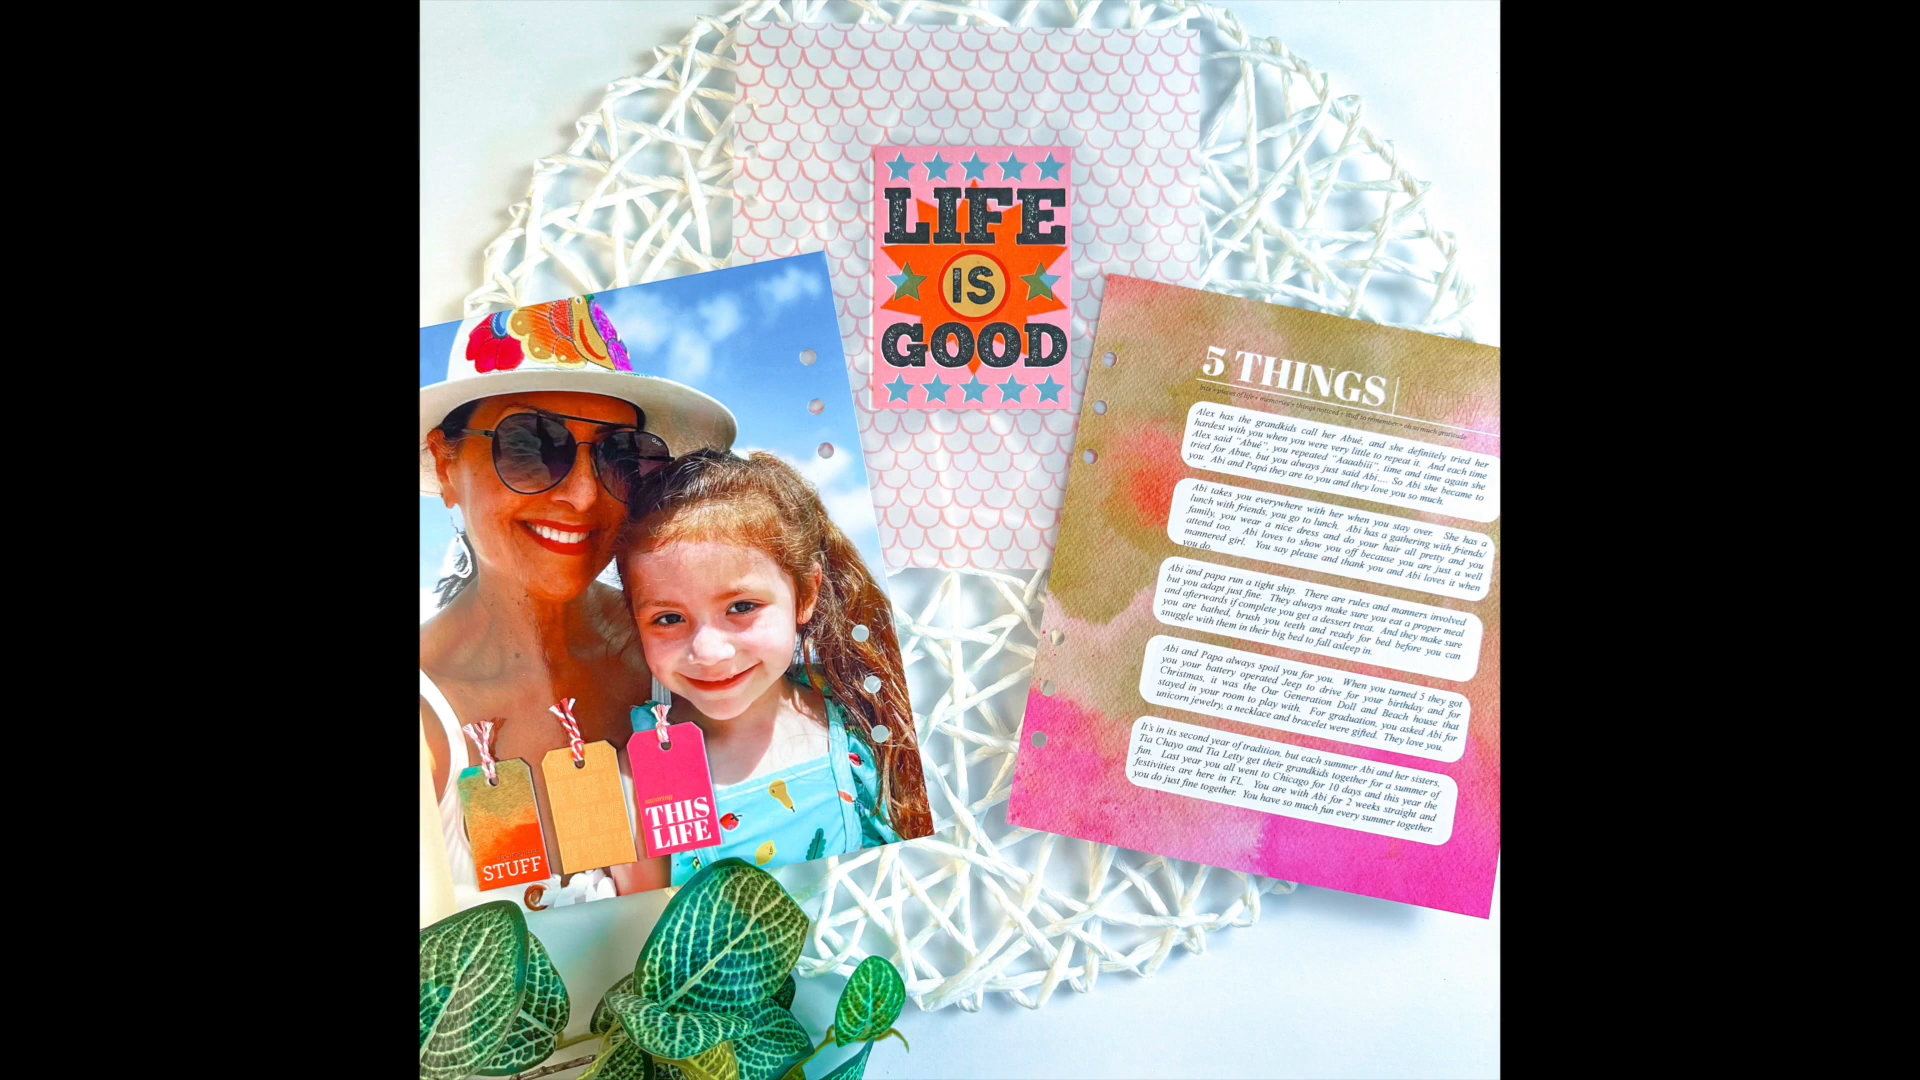 LIFE
IS
GOOD
STUFF
THIS
LIFE
5 THINGS
bits + pieces of life + memories + things noticed + stuff to remember + oh so much gratitude
Alex has the grandkids call her Abué, and she definitely tried her
hardest with you when you were very little to repeat it. And each time
Alex said "Abué", you repeated "Aaaabiii", time and time again she
tried for Abue, but you always just said Abi.... So Abi she became to
you. Abi and Papá they are to you and they love you so much.
Abi takes you everywhere with her when you stay over. She has a
lunch with friends, you go to lunch. Abi has a gathering with friends/
family, you wear a nice dress and do your hair all pretty and you
attend too. Abi loves to show you off because you are just a well
mannered girl. You say please and thank you and Abi loves it when
you do.
Abi and papa run a tight ship. There are rules and manners involved
but you adapt just fine. They always make sure you eat a proper meal
and afterwards if complete you get a dessert treat. And they make sure
you are bathed, brush you teeth and ready for bed before you can
snuggle with them in their big bed to fall asleep in.
Abi and Papa always spoil you for you. When you turned 5 they got
you your battery operated Jeep to drive for your birthday and for
Christmas, it was the Our Generation Doll and Beach house that
stayed in your room to play with. For graduation, you asked Abi for
unicorn jewelry, a necklace and bracelet were gifted. They love you.
It's in its second year of tradition, but each summer Abi and her sisters,
Tia Chayo and Tia Letty get their grandkids together for a summer of
fun. Last year you all went to Chicago for 10 days and this year the
festivities are here in FL. You are with Abi for 2 weeks straight and
you do just fine together. You have so much fun every summer together.